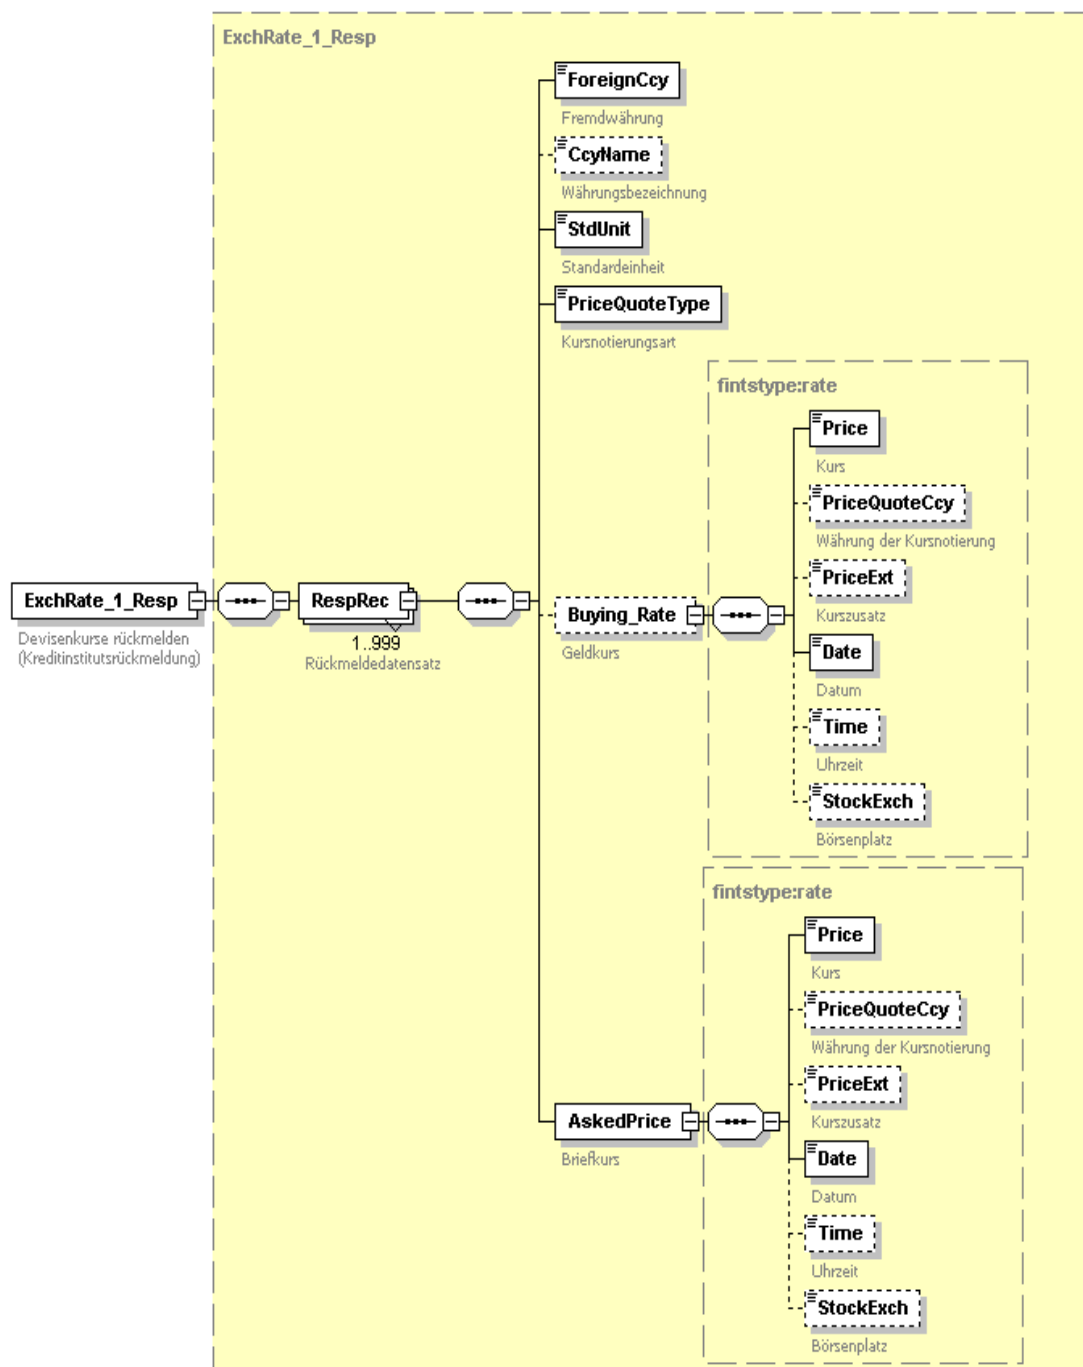 ExchRate_1_Resp
ForeignCcy
Fremdwährung
CcyName
Währungsbezeichnung
StdUnit
Standardeinheit
PriceQuoteType
Kursnotierungsart
fintstype:rate
Price
Kurs
PriceQuoteCcy
Währung der Kursnotierung
PriceExt
Kurszusatz
Date
Datum
Time
Uhrzeit
StockExch
Börsenplatz
ExchRate_1_Resp
Devisenkurse rückmelden
(Kreditinstitutsrückmeldung)
RespRec
1..999
Rückmeldedatensatz
Buying_Rate
Geldkurs
fintstype:rate
Price
Kurs
PriceQuoteCcy
Währung der Kursnotierung
PriceExt
Kurszusatz
AskedPrice
Briefkurs
Date
Datum
Time
Uhrzeit
StockExch
Börsenplatz